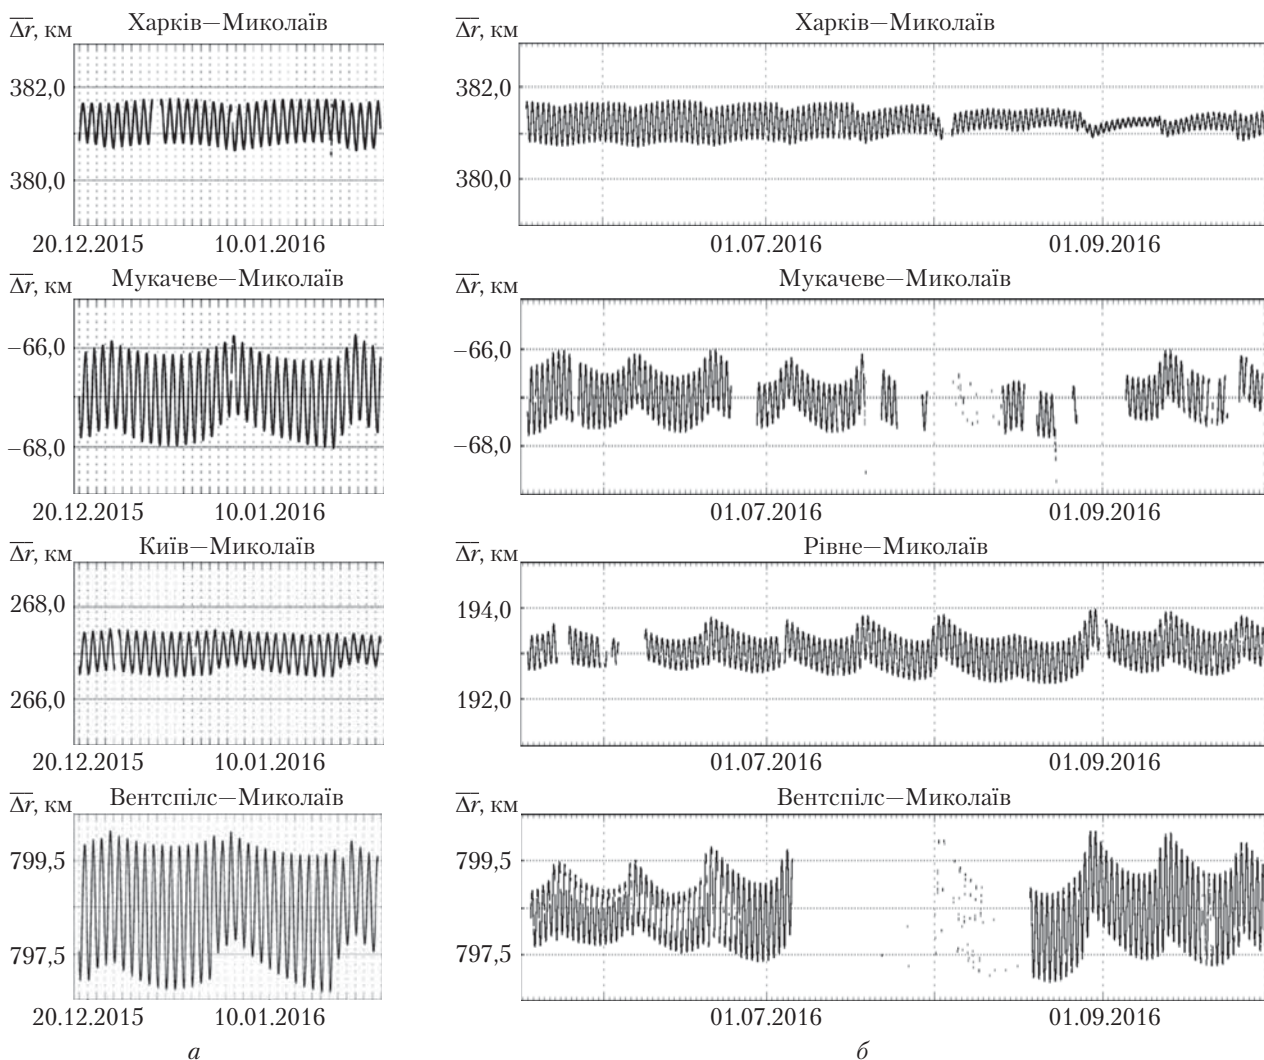 Харків–Миколаїв
Δr, км
382,0
380,0
20.12.2015 10.01.2016
Харків–Миколаїв
Δr, км
382,0
380,0
01.07.2016 01.09.2016
Мукачеве–Миколаїв
Δr, км
–66,0
–68,0
20.12.2015 10.01.2016
Мукачеве–Миколаїв
Δr, км
–66,0
–68,0
01.07.2016 01.09.2016
Київ–Миколаїв
Δr, км
268,0
266,0
20.12.2015 10.01.2016
Рівне–Миколаїв
Δr, км
194,0
192,0
01.07.2016 01.09.2016
Вентспілс–Миколаїв
Δr, км
799,5
797,5
20.12.2015 10.01.2016
а
Вентспілс–Миколаїв
Δr, км
799,5
797,5
01.07.2016 01.09.2016
б